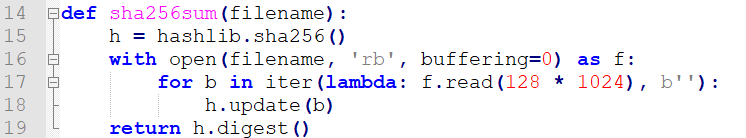 14 def sha256sum(filename):
15     h = hashlib.sha256()
16     with open(filename, 'rb', buffering=0) as f:
17         for b in iter(lambda: f.read(128 * 1024), b''):
18             h.update(b)
19     return h.digest()